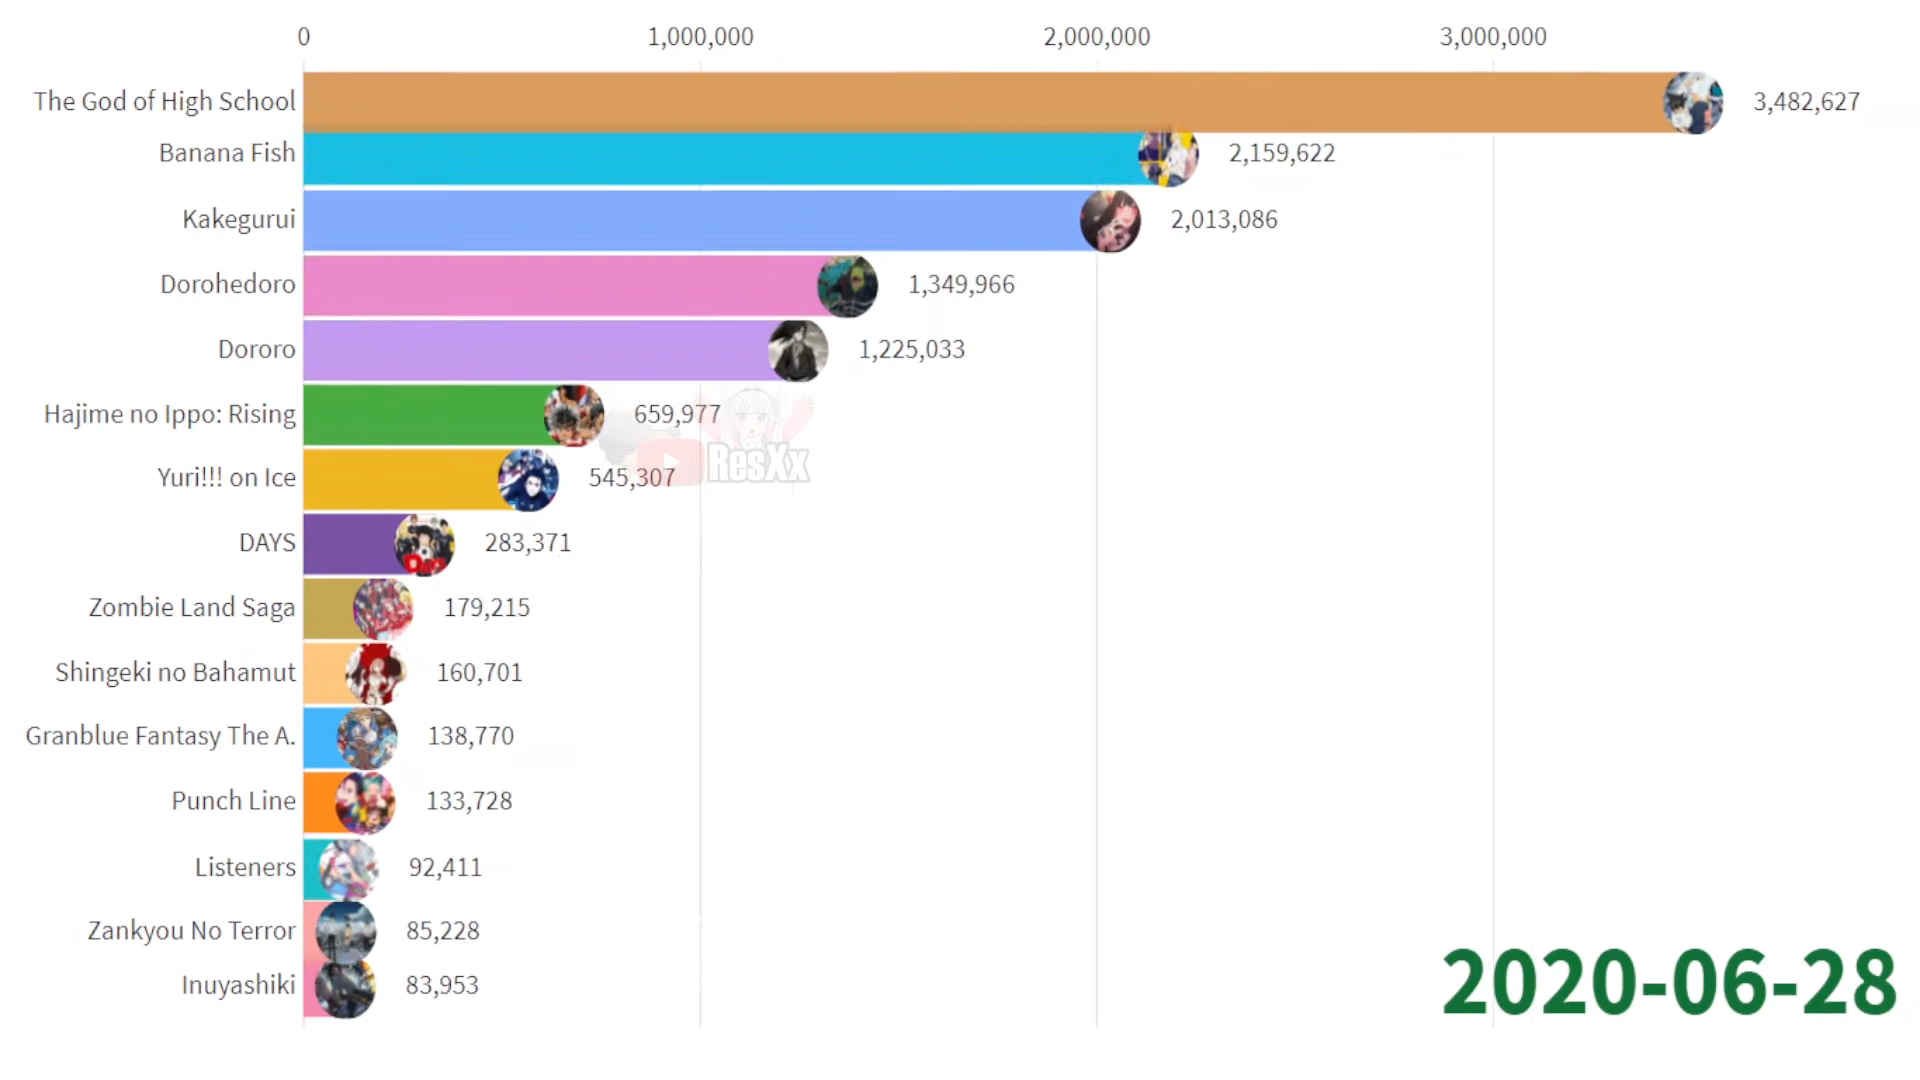 0 1,000,000 2,000,000 3,000,000
The God of High School 3,482,627
Banana Fish 2,159,622
Kakegurui 2,013,086
Dorohedoro 1,349,966
Dororo 1,225,033
Hajime no Ippo: Rising 659,977
Yuri!!! on Ice 545,307
ResXx
DAYS 283,371
Zombie Land Saga 179,215
Shingeki no Bahamut 160,701
Granblue Fantasy The A. 138,770
Punch Line 133,728
Listeners 92,411
Zankyou No Terror 85,228
Inuyashiki 83,953
2020-06-28